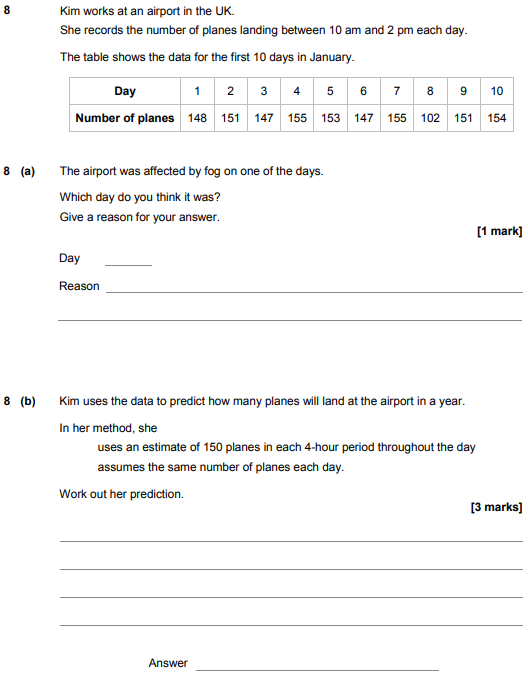 8 Kim works at an airport in the UK.
She records the number of planes landing between 10 am and 2 pm each day.
The table shows the data for the first 10 days in January.
Day 1 2 3 4 5 6 7 8 9 10
Number of planes 148 151 147 155 153 147 155 102 151 154
8 (a) The airport was affected by fog on one of the days.
Which day do you think it was?
Give a reason for your answer.
[1 mark]
Day
Reason
8 (b) Kim uses the data to predict how many planes will land at the airport in a year.
In her method, she
uses an estimate of 150 planes in each 4-hour period throughout the day
assumes the same number of planes each day.
Work out her prediction.
[3 marks]
Answer